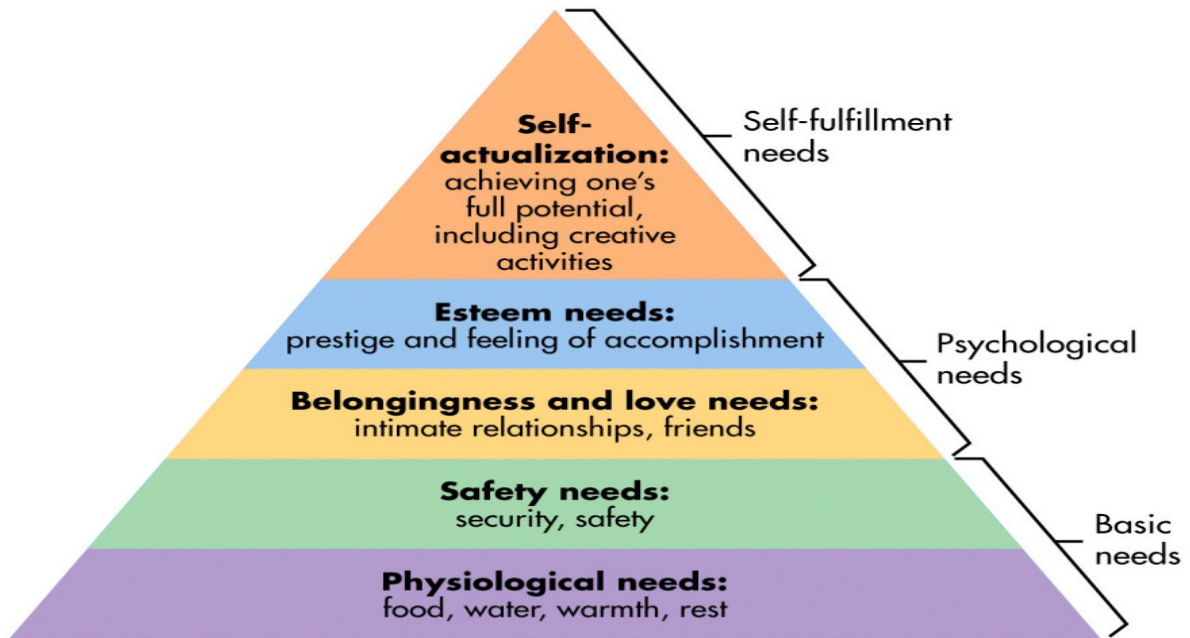 Self-
actualization:
achieving one's
full potential,
including creative
activities
Self-fulfillment
needs
Esteem needs:
prestige and feeling of accomplishment
Psychological
needs
Belongingness and love needs:
intimate relationships, friends
Safety needs:
security, safety
Basic
needs
Physiological needs:
food, water, warmth, rest